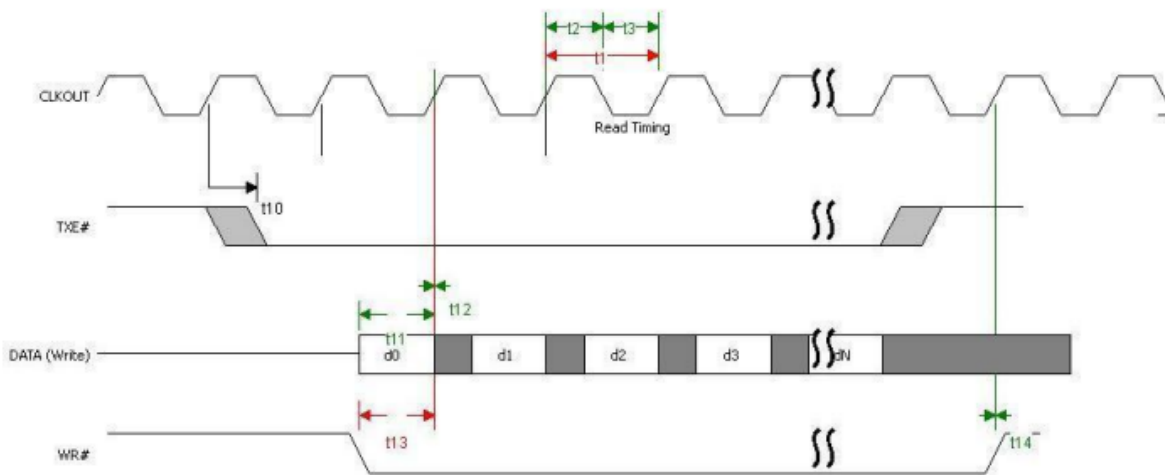 t2 t3
t1
CLKOUT
Read Timing
t10
TXE#
t12
t11
DATA (Write) d0 d1 d2 d3 dN
t13 t14
WR#